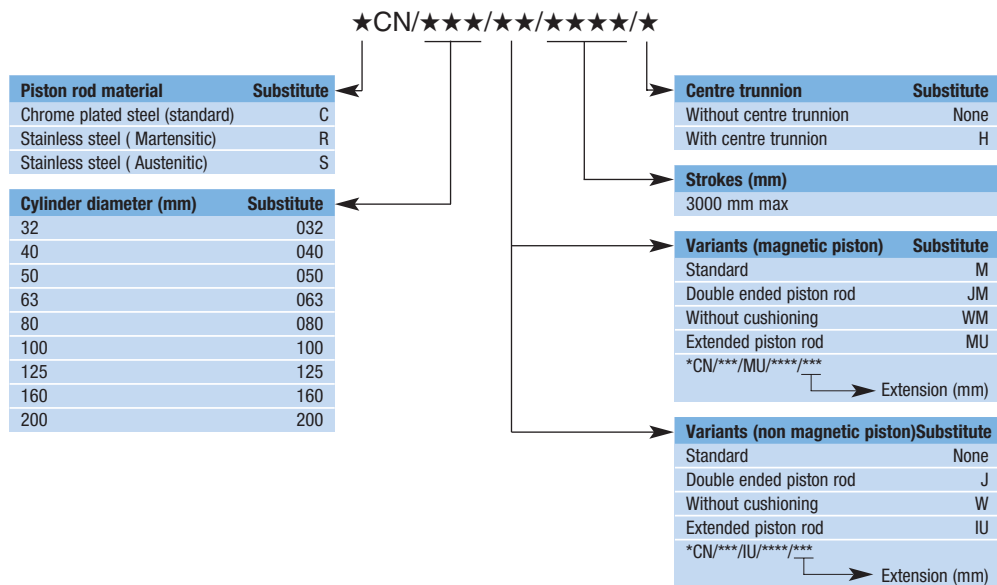 ★CN/★★★/★★/★★★★/★
Piston rod material Substitute
Chrome plated steel (standard) C
Stainless steel ( Martensitic) R
Stainless steel ( Austenitic) S
Cylinder diameter (mm) Substitute
32 032
40 040
50 050
63 063
80 080
100 100
125 125
160 160
200 200
Centre trunnion Substitute
Without centre trunnion None
With centre trunnion H
Strokes (mm)
3000 mm max
Variants (magnetic piston) Substitute
Standard M
Double ended piston rod JM
Without cushioning WM
Extended piston rod MU
*CN/***/MU/****/***
Extension (mm)
Variants (non magnetic piston)Substitute
Standard None
Double ended piston rod J
Without cushioning W
Extended piston rod IU
*CN/***/IU/****/***
Extension (mm)